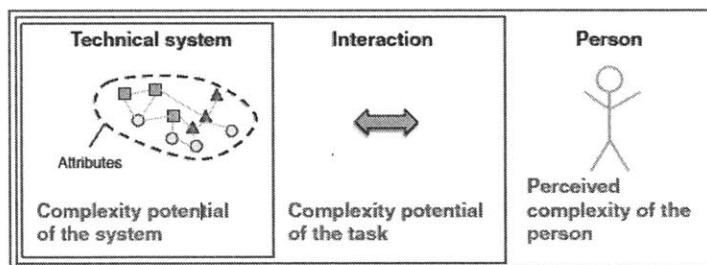 Technical system
Interaction
Person
Attributes
Complexity potential
of the system
Complexity potential
of the task
Perceived
complexity of the
person